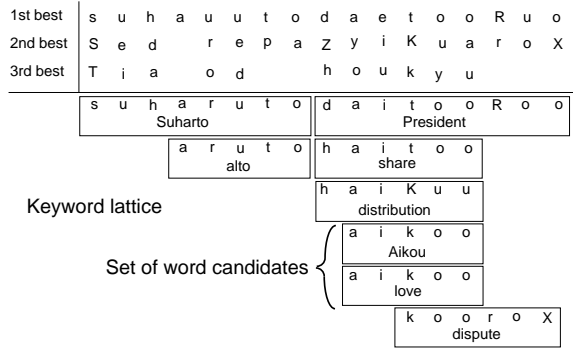 1st best s u h a u u t o d a e t o o R u o
2nd best S e d r e p a Z y i K u a r o X
3rd best T i a o d h o u k y u
s u h a r u t o d a i t o o R o o
Suharto President
a r u t o h a i t o o
alto share
h a i K u u
Keyword lattice distribution
a i k o o
Aikou
Set of word candidates
a i k o o
love
k o o r o X
dispute